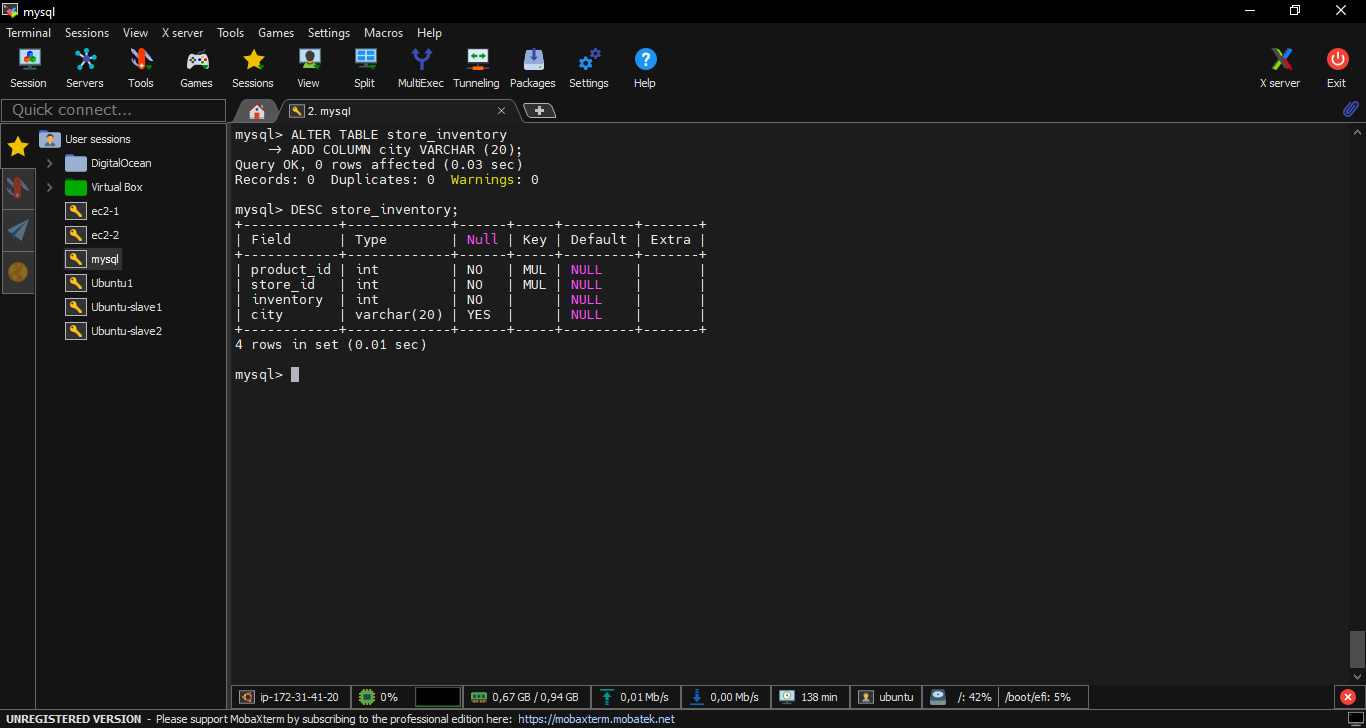 mysql
Terminal Sessions View X server Tools Games Settings Macros Help
Session Servers Tools Games Sessions View Split MultiExec Tunneling Packages Settings Help X server Exit
Quick connect...
2. mysql
User sessions
DigitalOcean
Virtual Box
ec2-1
ec2-2
mysql
Ubuntu1
Ubuntu-slave1
Ubuntu-slave2
mysql> ALTER TABLE store_inventory
    → ADD COLUMN city VARCHAR (20);
Query OK, 0 rows affected (0.03 sec)
Records: 0  Duplicates: 0  Warnings: 0
mysql> DESC store_inventory;
+------------+-------------+------+-----+---------+-------+
| Field      | Type        | Null | Key | Default | Extra |
+------------+-------------+------+-----+---------+-------+
| product_id | int         | NO   | MUL | NULL    |       |
| store_id   | int         | NO   | MUL | NULL    |       |
| inventory  | int         | NO   |     | NULL    |       |
| city       | varchar(20) | YES  |     | NULL    |       |
+------------+-------------+------+-----+---------+-------+
4 rows in set (0.01 sec)
mysql>
ip-172-31-41-20 0% 0,67 GB / 0,94 GB 0,01 Mb/s 0,00 Mb/s 138 min ubuntu /: 42% /boot/efi: 5%
UNREGISTERED VERSION - Please support MobaXterm by subscribing to the professional edition here: https://mobaxterm.mobatek.net